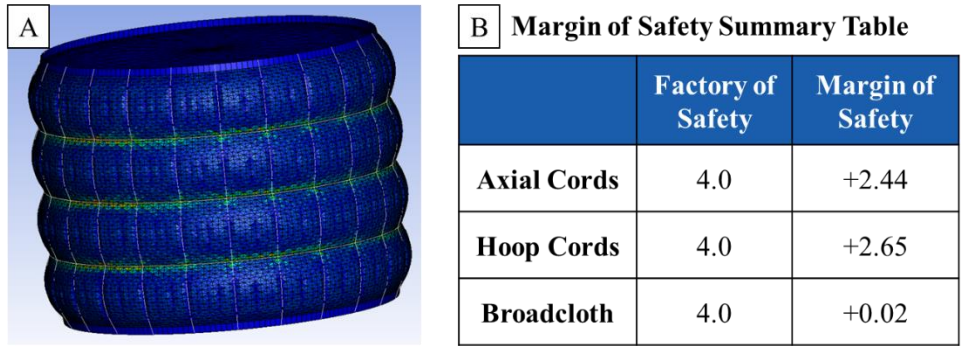 A
B Margin of Safety Summary Table
Factory of Safety Margin of Safety
Axial Cords 4.0 +2.44
Hoop Cords 4.0 +2.65
Broadcloth 4.0 +0.02